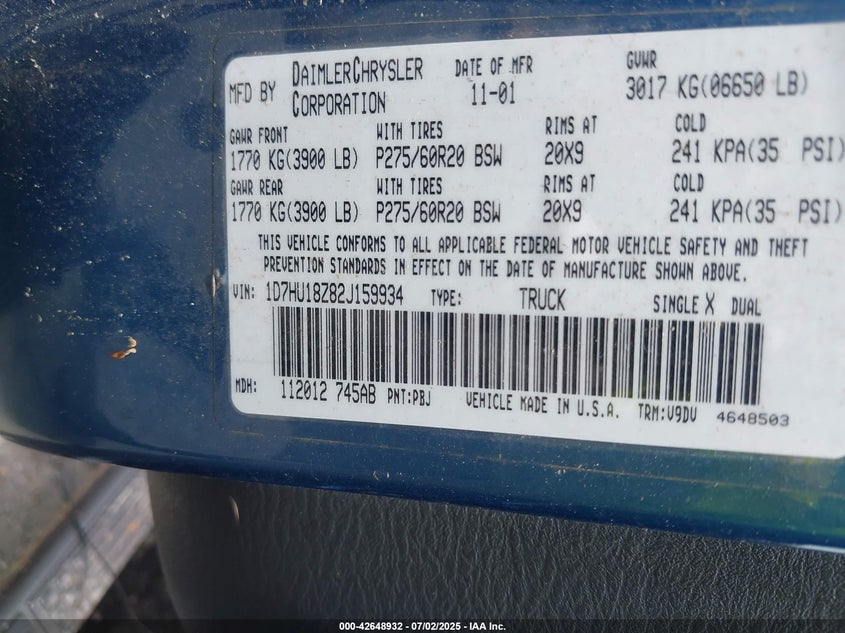 MFD BY DAIMLERCHRYSLER CORPORATION DATE OF MFR 11-01 GVWR 3017 KG(06650 LB)
GAWR FRONT WITH TIRES RIMS AT COLD
1770 KG(3900 LB) P275/60R20 BSW 20X9 241 KPA(35 PSI)
GAWR REAR WITH TIRES RIMS AT COLD
1770 KG(3900 LB) P275/60R20 BSW 20X9 241 KPA(35 PSI)
THIS VEHICLE CONFORMS TO ALL APPLICABLE FEDERAL MOTOR VEHICLE SAFETY AND THEFT
PREVENTION STANDARDS IN EFFECT ON THE DATE OF MANUFACTURE SHOWN ABOVE.
VIN: 1D7HU18Z82J159934 TYPE: TRUCK SINGLE X DUAL
MDH: 112012 745AB PNT:PBJ VEHICLE MADE IN U.S.A. TRM:V9DV 4648503
000-42648932 - 07/02/2025 - IAA Inc.